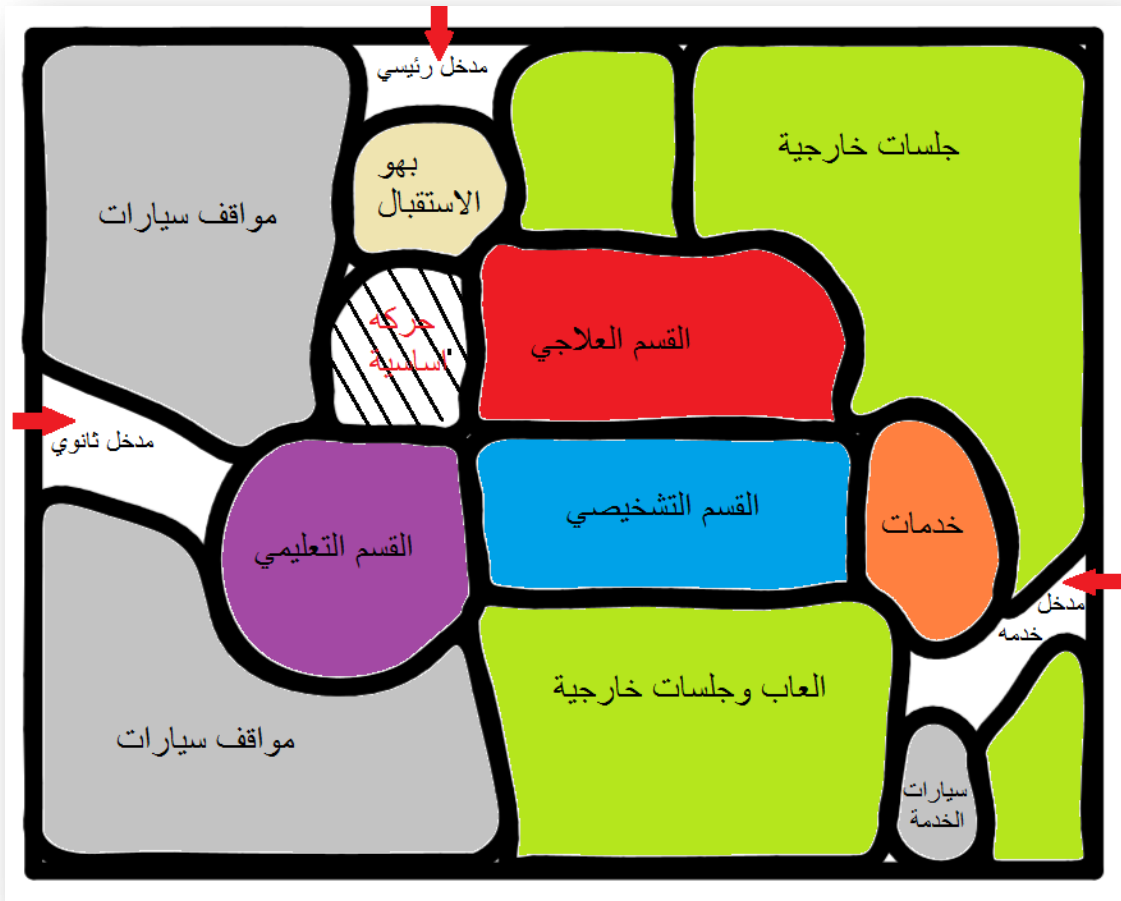 مدخل رئيسي
جلسات خارجية
بهو
الاستقبال
مواقف سيارات
حركه
اساسية
القسم العلاجي
مدخل ثانوي
القسم التشخيصي
خدمات
القسم التعليمي
مدخل
خدمه
العاب وجلسات خارجية
مواقف سيارات
سيارات
الخدمة